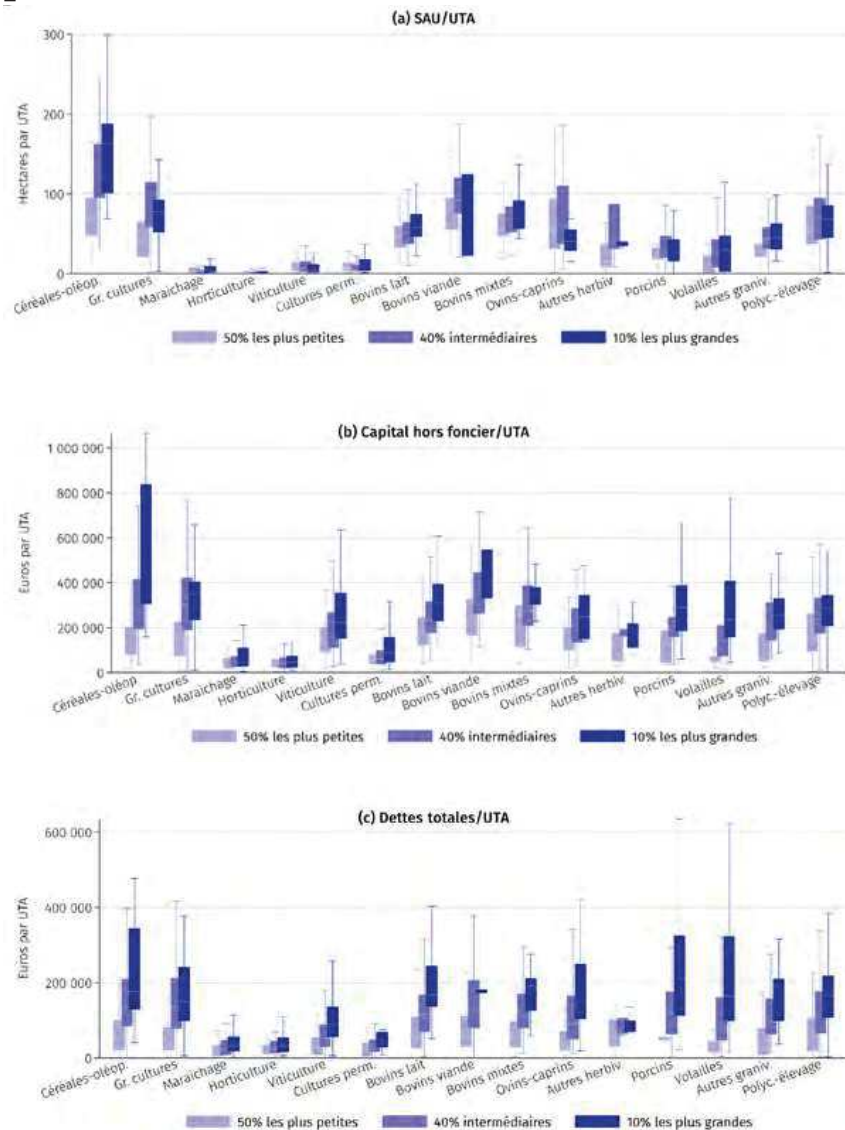 (a) SAU/UTA
300
200
100
0
Hectares par UTA
Céréales-oléop.
Gr. cultures
Maraichage
Horticulture
Viticulture
Cultures perm.
Bovins lait
Bovins viande
Bovins mixtes
Ovins-caprins
Autres herbiv.
Porcins
Volailles
Autres graniv.
Polyc-élevage
50% les plus petites
40% intermédiaires
10% les plus grandes
(b) Capital hors foncier/UTA
1 000 000
800 000
600 000
400 000
200 000
0
Euros par UTA
Céréales-oléop.
Gr. cultures
Maraichage
Horticulture
Viticulture
Cultures perm.
Bovins lait
Bovins viande
Bovins mixtes
Ovins-caprins
Autres herbiv.
Porcins
Volailles
Autres graniv.
Polyc-élevage
50% les plus petites
40% intermédiaires
10% les plus grandes
(c) Dettes totales/UTA
600 000
400 000
200 000
0
Euros par UTA
Céréales-oléop.
Gr. cultures
Maraichage
Horticulture
Viticulture
Cultures perm.
Bovins lait
Bovins viande
Bovins mixtes
Ovins-caprins
Autres herbiv.
Porcins
Volailles
Autres graniv.
Polyc-élevage
50% les plus petites
40% intermédiaires
10% les plus grandes